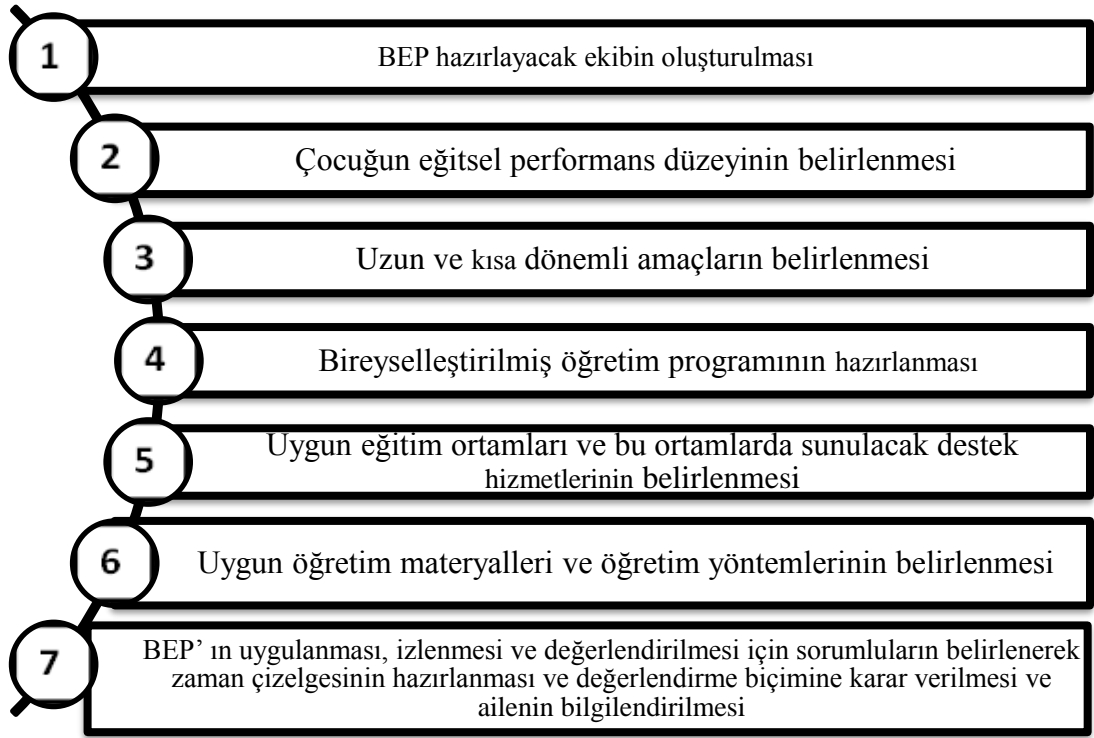 1
BEP hazırlayacak ekibin oluşturulması
2
Çocuğun eğitsel performans düzeyinin belirlenmesi
3
Uzun ve kısa dönemli amaçların belirlenmesi
4
Bireyselleştirilmiş öğretim programının hazırlanması
5
Uygun eğitim ortamları ve bu ortamlarda sunulacak destek
hizmetlerinin belirlenmesi
6
Uygun öğretim materyalleri ve öğretim yöntemlerinin belirlenmesi
7
BEP’ ın uygulanması, izlenmesi ve değerlendirilmesi için sorumluların belirlenerek
zaman çizelgesinin hazırlanması ve değerlendirme biçimine karar verilmesi ve
ailenin bilgilendirilmesi